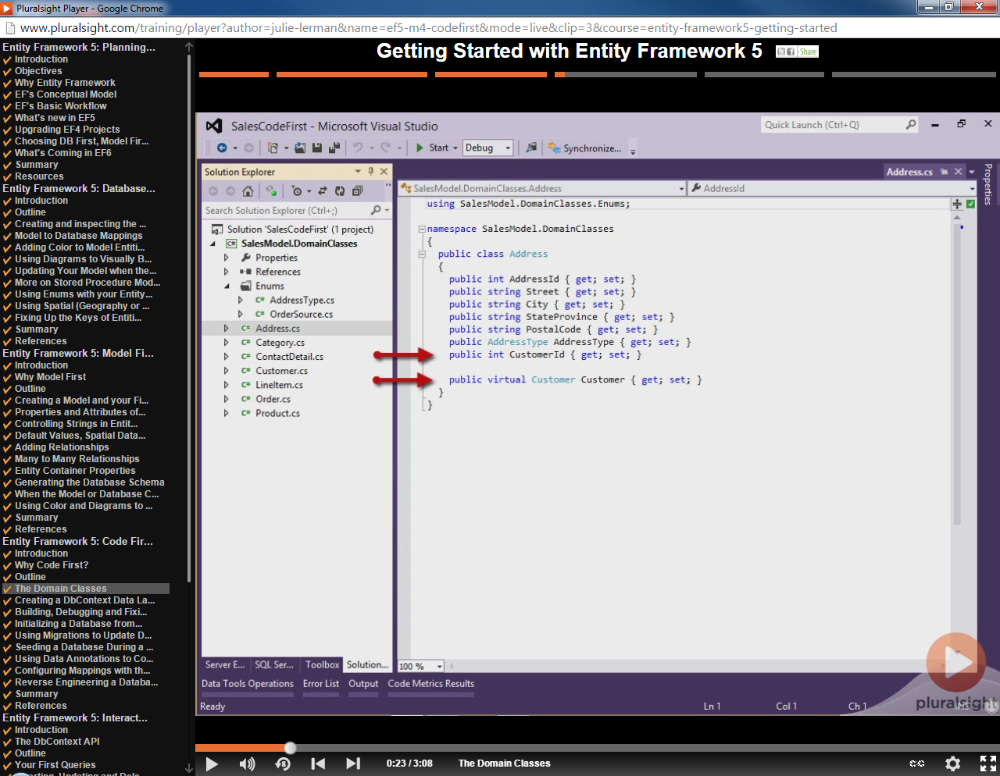 Pluralsight Player - Google Chrome
www.pluralsight.com/training/player?author=julie-lerman&name=ef5-m4-codefirst&mode=live&clip=3&course=entity-framework5-getting-started
Entity Framework 5: Planning...
Introduction
Objectives
Why Entity Framework
EF's Conceptual Model
EF's Basic Workflow
What's new in EF5
Upgrading EF4 Projects
Choosing DB First, Model Fir...
What's Coming in EF6
Summary
Resources
Entity Framework 5: Database...
Introduction
Outline
Creating and inspecting the ...
Model to Database Mappings
Adding Color to Model Entiti...
Using Diagrams to Visually B...
Updating Your Model when the...
More on Stored Procedure Mod...
Using Enums with your Entity...
Using Spatial (Geography or ...
Fixing Up the Keys of Entiti...
Summary
References
Entity Framework 5: Model Fi...
Introduction
Why Model First
Outline
Creating a Model and your Fi...
Properties and Attributes of...
Controlling Strings in Entit...
Default Values, Spatial Data...
Adding Relationships
Many to Many Relationships
Entity Container Properties
Generating the Database Schema
When the Model or Database C...
Using Color and Diagrams to ...
Summary
References
Entity Framework 5: Code Fir...
Introduction
Why Code First?
Outline
The Domain Classes
Creating a DbContext Data La...
Building, Debugging and Fixi...
Initializing a Database from...
Using Migrations to Update D...
Seeding a Database During a ...
Using Data Annotations to Co...
Configuring Mappings with th...
Reverse Engineering a Databa...
Summary
References
Entity Framework 5: Interact...
Introduction
The DbContext API
Outline
Your First Queries
Getting Started with Entity Framework 5
Share
SalesCodeFirst - Microsoft Visual Studio
Quick Launch (Ctrl+Q)
Start
Debug
Synchronize...
Solution Explorer
Search Solution Explorer (Ctrl+;)
Solution 'SalesCodeFirst' (1 project)
SalesModel.DomainClasses
Properties
References
Enums
C# AddressType.cs
C# OrderSource.cs
C# Address.cs
C# Category.cs
C# ContactDetail.cs
C# Customer.cs
C# LineItem.cs
C# Order.cs
C# Product.cs
Server E... SQL Ser... Toolbox Solution...
Address.cs
Properties
SalesModel.DomainClasses.Address
AddressId
using SalesModel.DomainClasses.Enums;
namespace SalesModel.DomainClasses
{
public class Address
{
public int AddressId { get; set; }
public string Street { get; set; }
public string City { get; set; }
public string StateProvince { get; set; }
public string PostalCode { get; set; }
public AddressType AddressType { get; set; }
public int CustomerId { get; set; }
public virtual Customer Customer { get; set; }
}
}
100 %
Data Tools Operations Error List Output Code Metrics Results
Ready
Ln 1 Col 1 Ch 1
pluralsight
0:23 / 3:08 The Domain Classes
CC